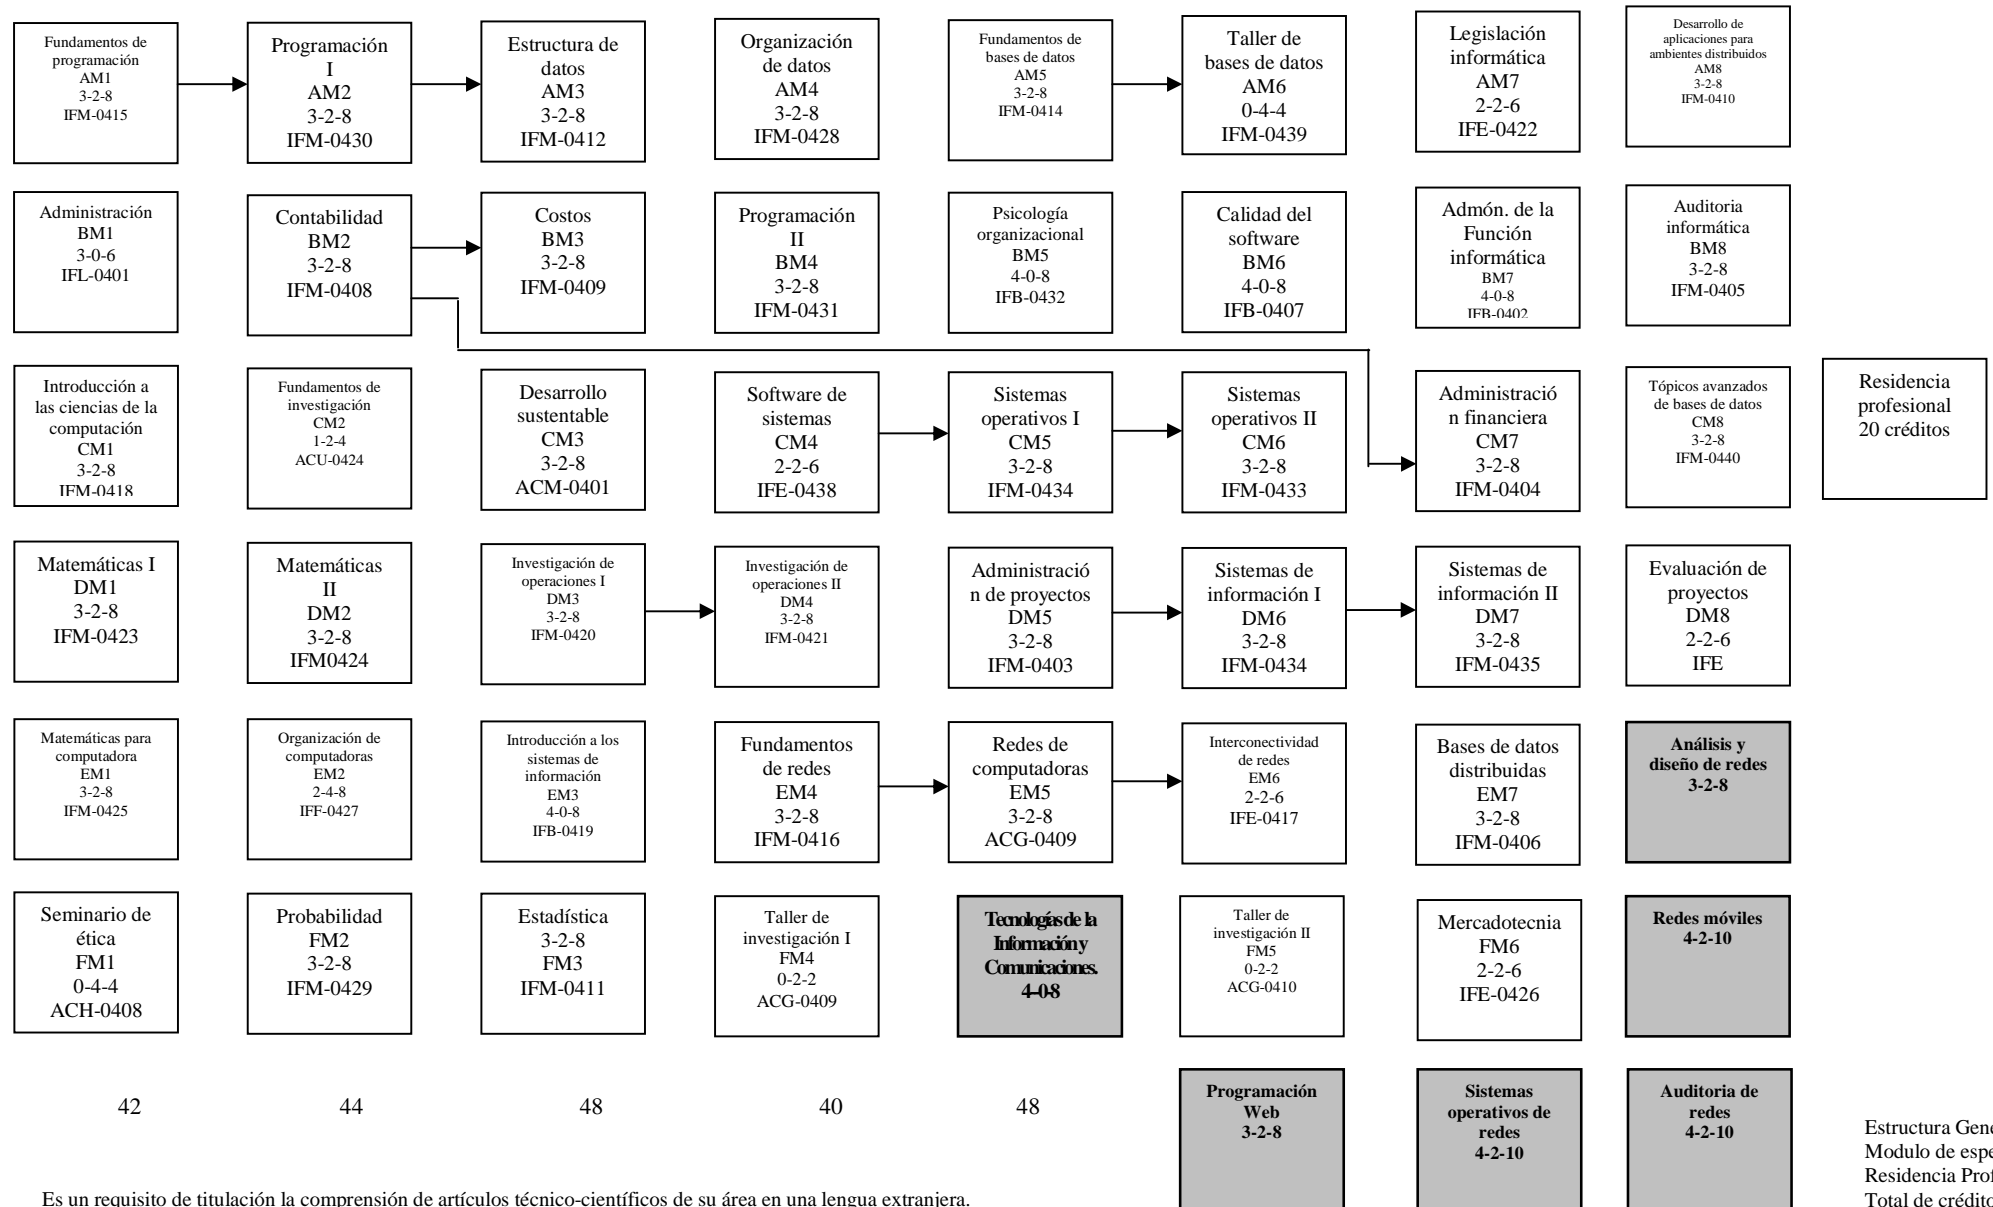 Fundamentos de
programación
AM1
3-2-8
IFM-0415
Programación
I
AM2
3-2-8
IFM-0430
Estructura de
datos
AM3
3-2-8
IFM-0412
Organización
de datos
AM4
3-2-8
IFM-0428
Fundamentos de
bases de datos
AM5
3-2-8
IFM-0414
Taller de
bases de datos
AM6
0-4-4
IFM-0439
Legislación
informática
AM7
2-2-6
IFE-0422
Desarrollo de
aplicaciones para
ambientes distribuidos
AM8
3-2-8
IFM-0410
Administración
BM1
3-0-6
IFL-0401
Contabilidad
BM2
3-2-8
IFM-0408
Costos
BM3
3-2-8
IFM-0409
Programación
II
BM4
3-2-8
IFM-0431
Psicología
organizacional
BM5
4-0-8
IFB-0432
Calidad del
software
BM6
4-0-8
IFB-0407
Admón. de la
Función
informática
BM7
4-0-8
IFB-0402
Auditoria
informática
BM8
3-2-8
IFM-0405
Introducción a
las ciencias de la
computación
CM1
3-2-8
IFM-0418
Fundamentos de
investigación
CM2
1-2-4
ACU-0424
Desarrollo
sustentable
CM3
3-2-8
ACM-0401
Software de
sistemas
CM4
2-2-6
IFE-0438
Sistemas
operativos I
CM5
3-2-8
IFM-0434
Sistemas
operativos II
CM6
3-2-8
IFM-0433
Administració
n financiera
CM7
3-2-8
IFM-0404
Tópicos avanzados
de bases de datos
CM8
3-2-8
IFM-0440
Residencia
profesional
20 créditos
Matemáticas I
DM1
3-2-8
IFM-0423
Matemáticas
II
DM2
3-2-8
IFM0424
Investigación de
operaciones I
DM3
3-2-8
IFM-0420
Investigación de
operaciones II
DM4
3-2-8
IFM-0421
Administració
n de proyectos
DM5
3-2-8
IFM-0403
Sistemas de
información I
DM6
3-2-8
IFM-0434
Sistemas de
información II
DM7
3-2-8
IFM-0435
Evaluación de
proyectos
DM8
2-2-6
IFE
Matemáticas para
computadora
EM1
3-2-8
IFM-0425
Organización de
computadoras
EM2
2-4-8
IFF-0427
Introducción a los
sistemas de
información
EM3
4-0-8
IFB-0419
Fundamentos
de redes
EM4
3-2-8
IFM-0416
Redes de
computadoras
EM5
3-2-8
ACG-0409
Interconectividad
de redes
EM6
2-2-6
IFE-0417
Bases de datos
distribuidas
EM7
3-2-8
IFM-0406
Análisis y
diseño de redes
3-2-8
Seminario de
ética
FM1
0-4-4
ACH-0408
Probabilidad
FM2
3-2-8
IFM-0429
Estadística
3-2-8
FM3
IFM-0411
Taller de
investigación I
FM4
0-2-2
ACG-0409
Tecnologías de la
Información y
Comunicaciones.
4-0-8
Taller de
investigación II
FM5
0-2-2
ACG-0410
Mercadotecnia
FM6
2-2-6
IFE-0426
Redes móviles
4-2-10
42
44
48
40
48
Programación
Web
3-2-8
Sistemas
operativos de
redes
4-2-10
Auditoria de
redes
4-2-10
Estructura Gene
Modulo de espe
Residencia Prof
Total de crédito
Es un requisito de titulación la comprensión de artículos técnico-científicos de su área en una lengua extranjera.